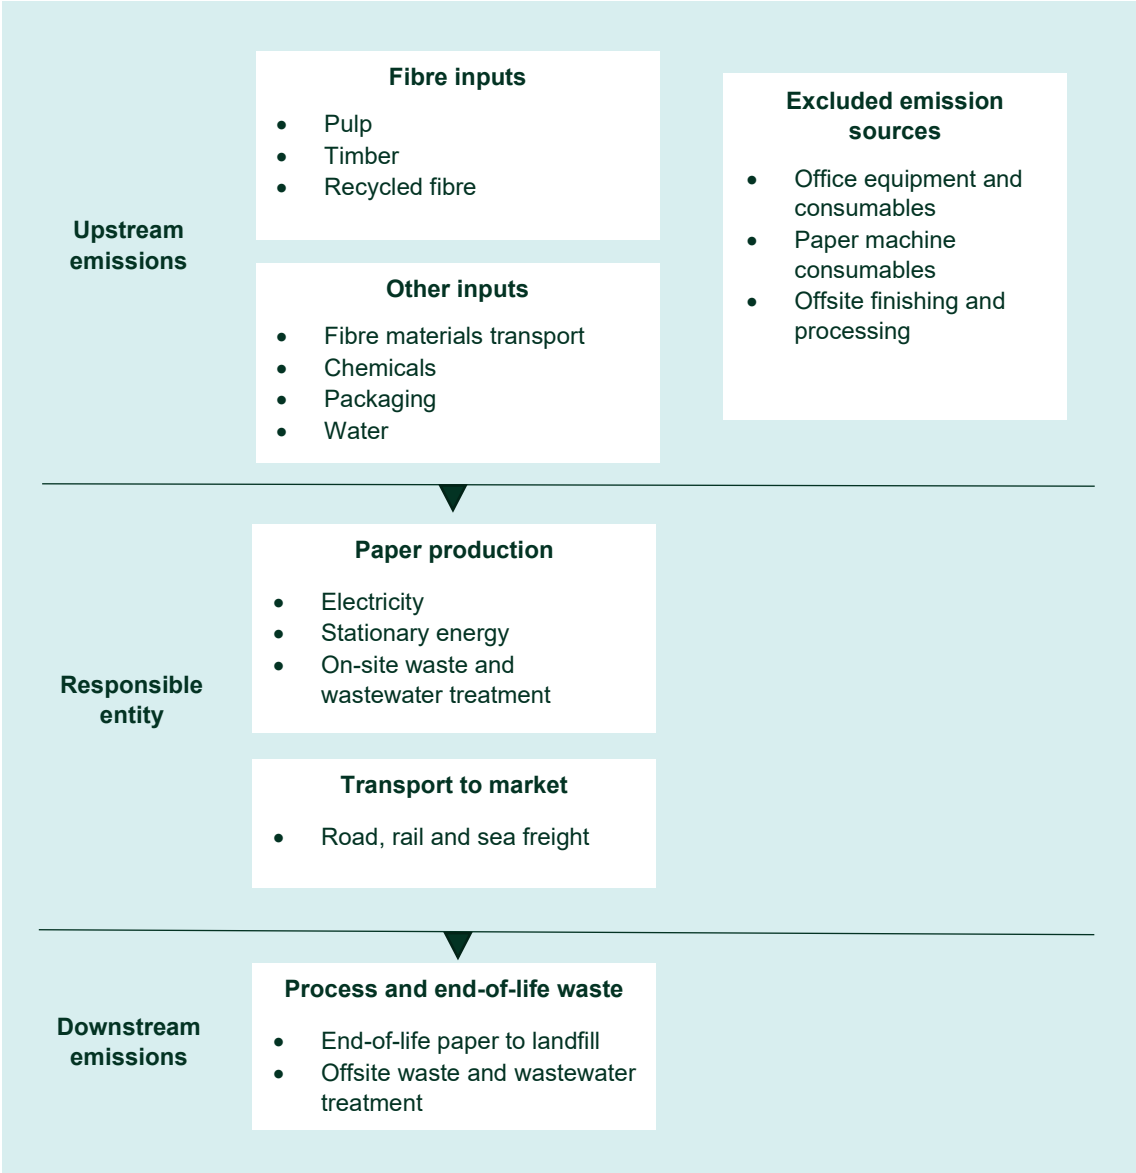 Upstream
emissions
Fibre inputs
• Pulp
• Timber
• Recycled fibre
Other inputs
• Fibre materials transport
• Chemicals
• Packaging
• Water
Excluded emission
sources
• Office equipment and
consumables
• Paper machine
consumables
• Offsite finishing and
processing
Responsible
entity
Paper production
• Electricity
• Stationary energy
• On-site waste and
wastewater treatment
Transport to market
• Road, rail and sea freight
Downstream
emissions
Process and end-of-life waste
• End-of-life paper to landfill
• Offsite waste and wastewater
treatment